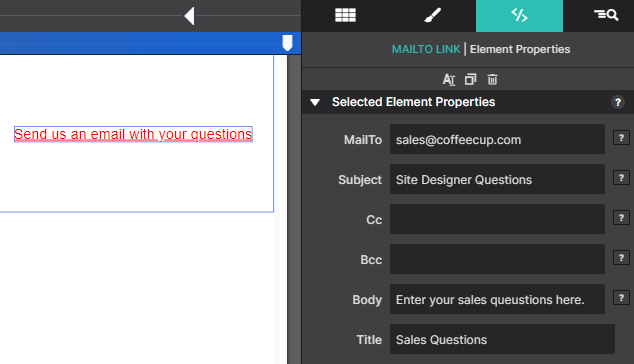 MAILTO LINK | Element Properties
Selected Element Properties ?
Send us an email with your questions
MailTo sales@coffeecup.com ?
Subject Site Designer Questions ?
Cc ?
Bcc ?
Body Enter your sales queustions here. ?
Title Sales Questions